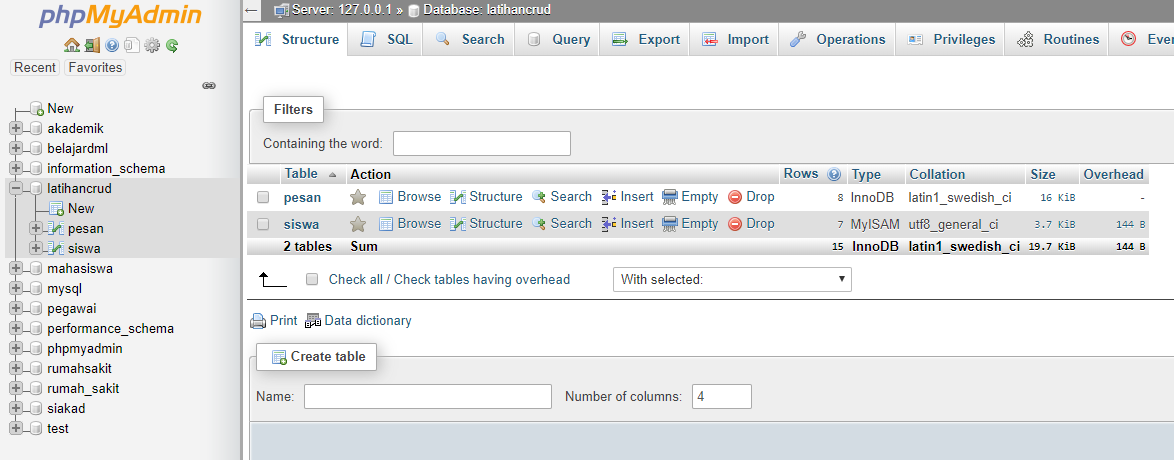 phpMyAdmin
Recent Favorites
New
akademik
belajardml
information_schema
latihancrud
New
pesan
siswa
mahasiswa
mysql
pegawai
performance_schema
phpmyadmin
rumahsakit
rumah_sakit
siakad
test
Server: 127.0.0.1 » Database: latihancrud
Structure SQL Search Query Export Import Operations Privileges Routines
Filters
Containing the word:
Table Action Rows Type Collation Size Overhead
pesan Browse Structure Search Insert Empty Drop 8 InnoDB latin1_swedish_ci 16 KiB -
siswa Browse Structure Search Insert Empty Drop 7 MyISAM utf8_general_ci 3.7 KiB 144 B
2 tables Sum 15 InnoDB latin1_swedish_ci 19.7 KiB 144 B
Check all / Check tables having overhead With selected:
Print Data dictionary
Create table
Name: Number of columns: 4